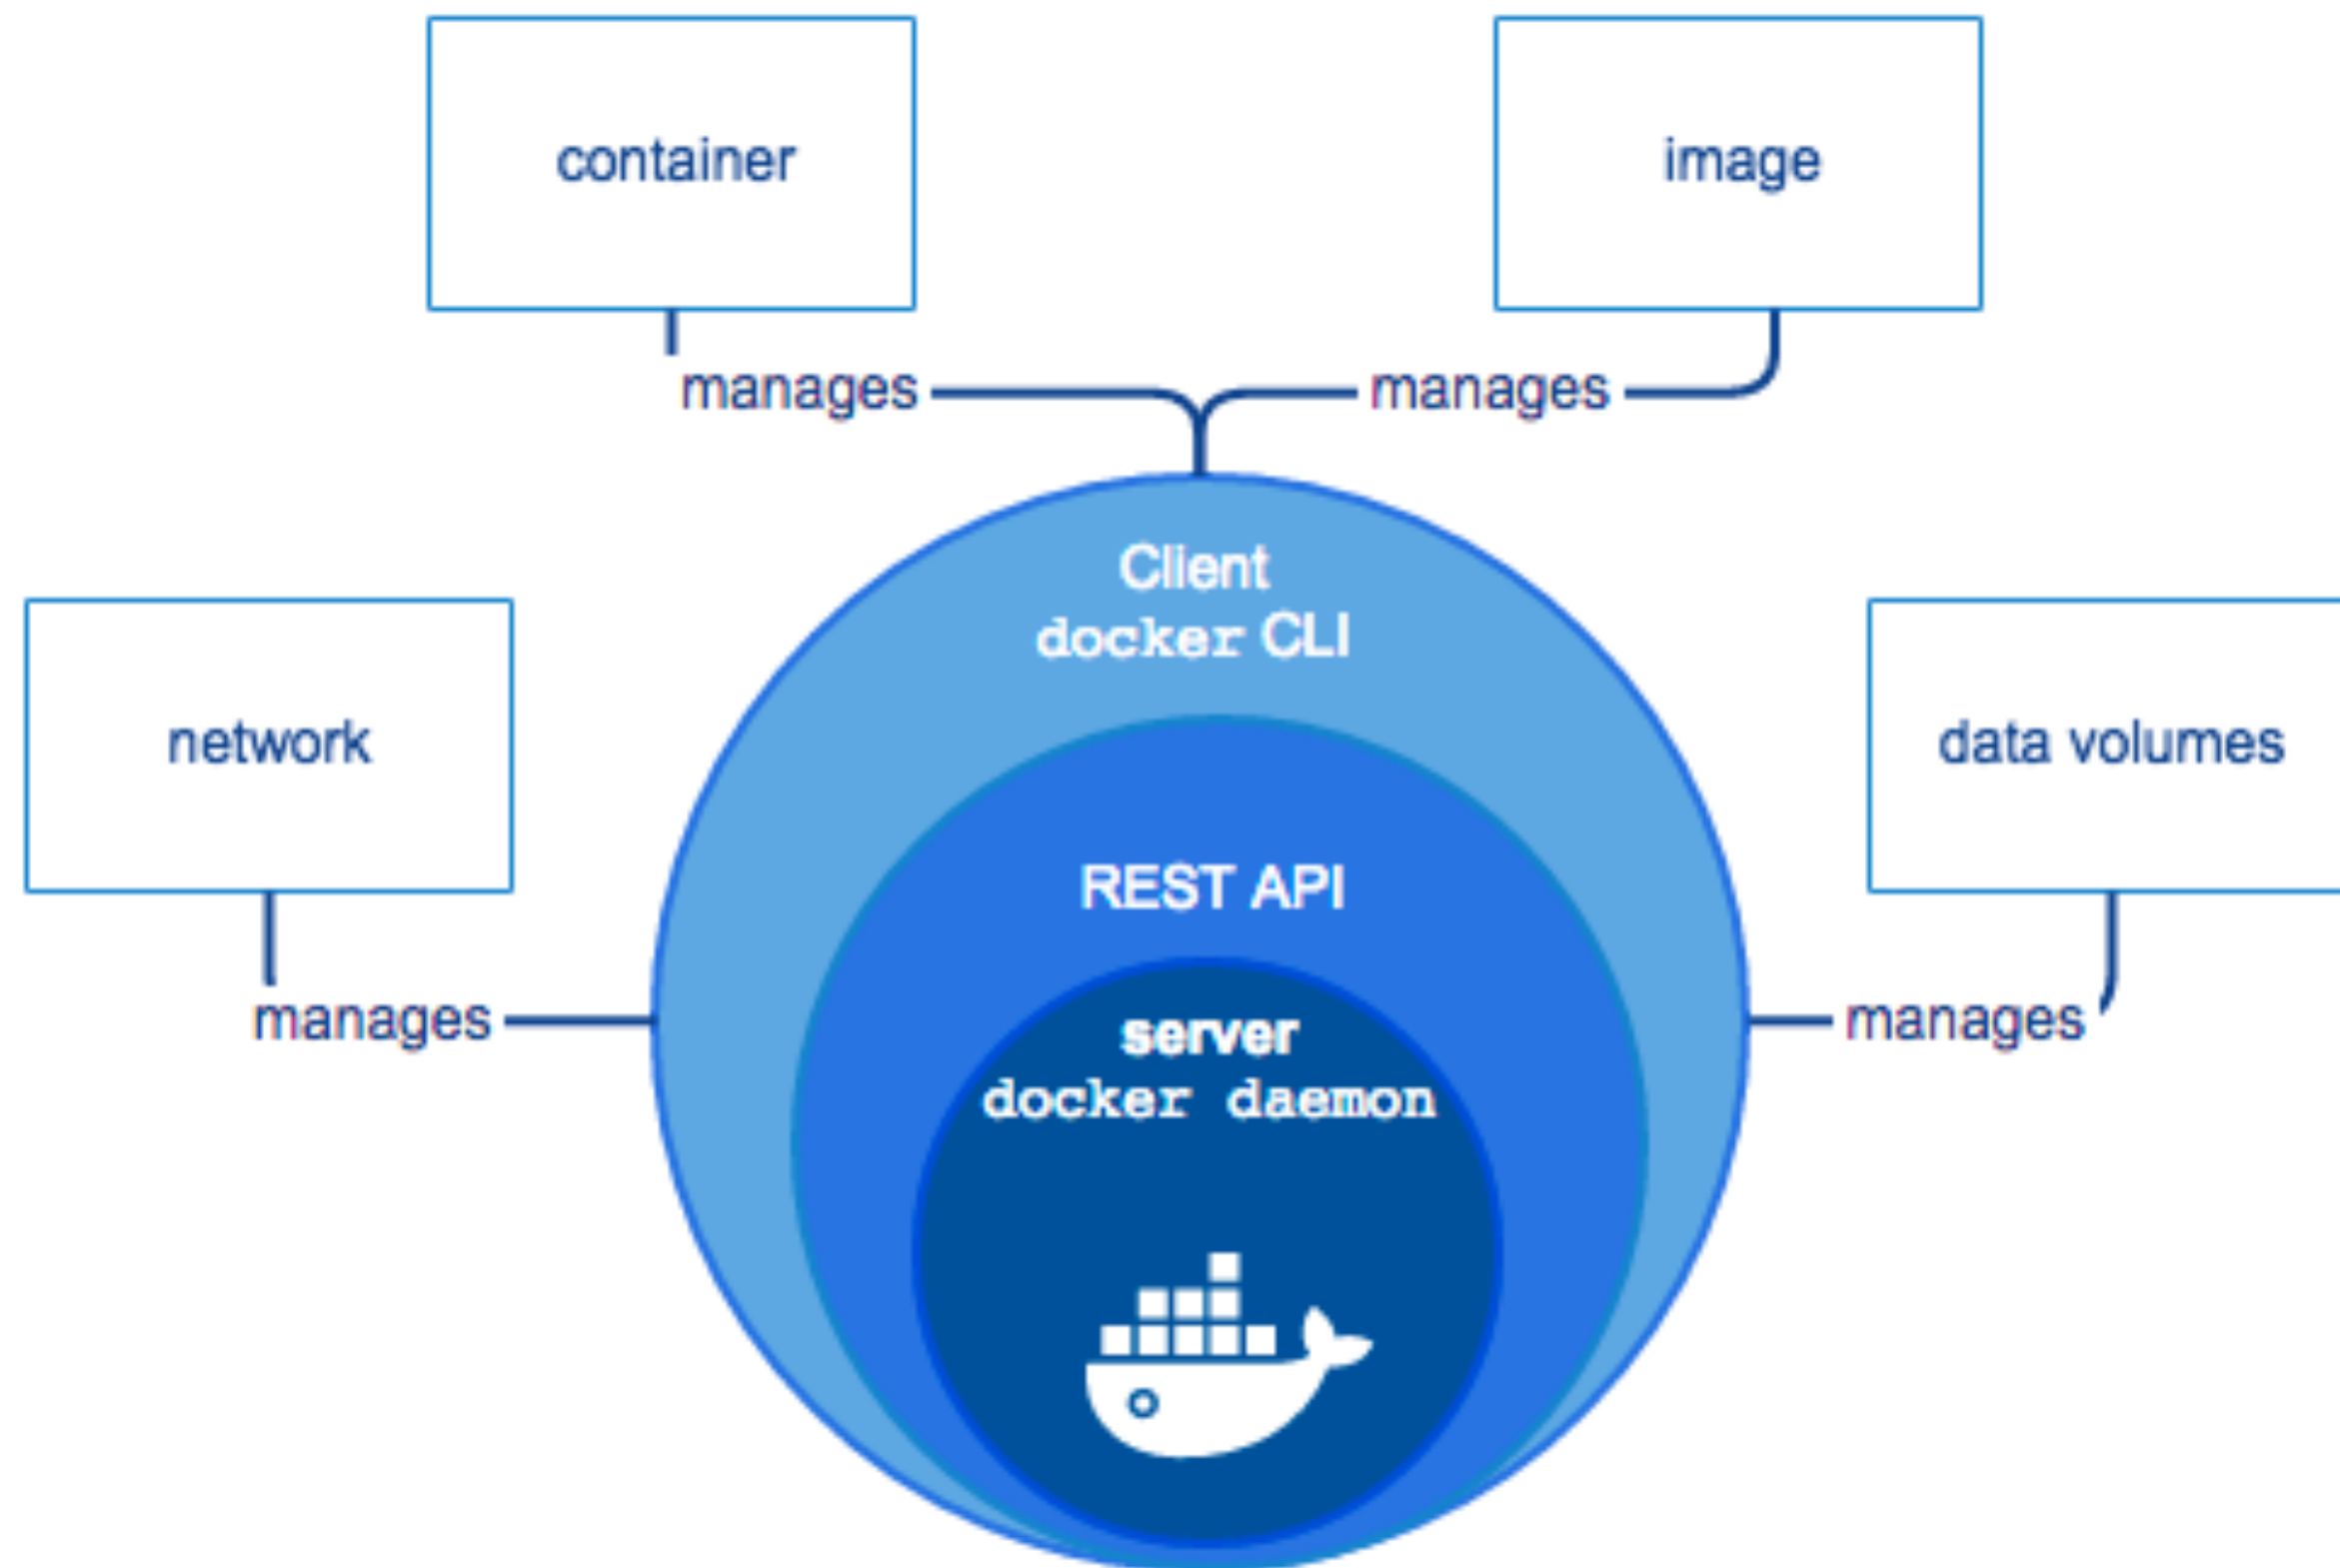 container
image
manages
manages
Client
docker CLI
network
data volumes
REST API
manages
manages
server
docker daemon